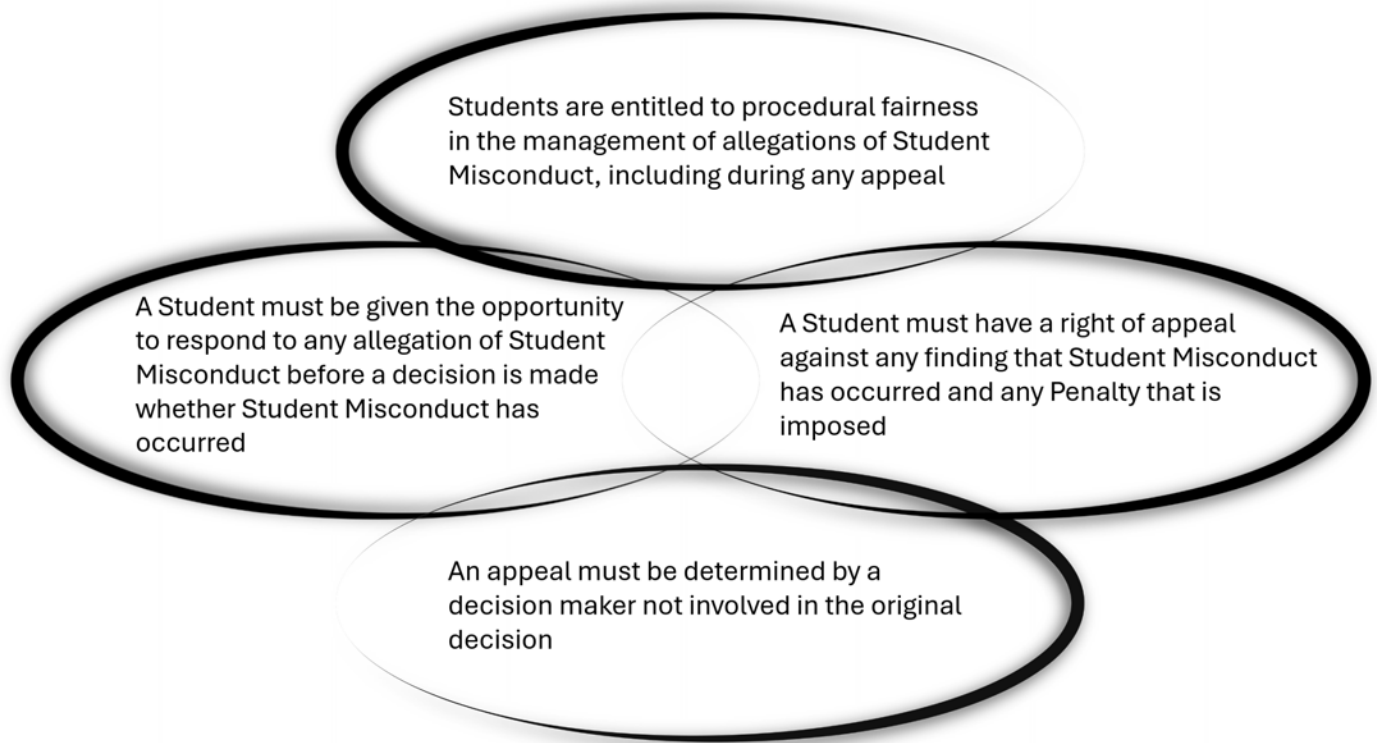 Students are entitled to procedural fairness
in the management of allegations of Student
Misconduct, including during any appeal
A Student must be given the opportunity
to respond to any allegation of Student
Misconduct before a decision is made
whether Student Misconduct has
occurred
A Student must have a right of appeal
against any finding that Student Misconduct
has occurred and any Penalty that is
imposed
An appeal must be determined by a
decision maker not involved in the original
decision